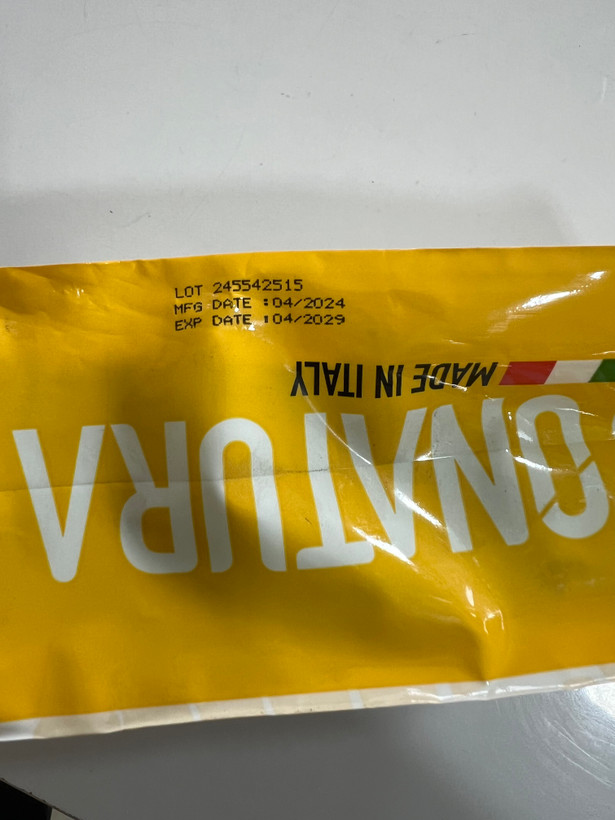 LOT 245542515
MFG DATE :04/2024
EXP DATE :04/2029
MADE IN ITALY
ONATURA